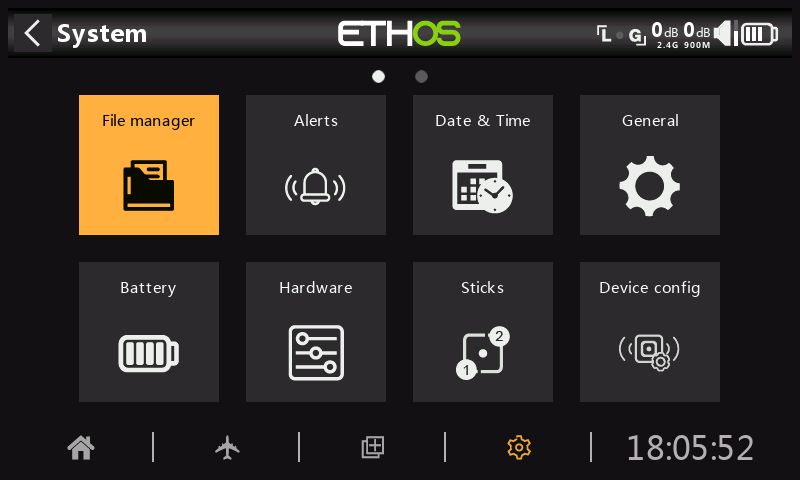 System
ETHOS
L G 0dB 0dB
2.4G 900M
File manager
Alerts
Date & Time
General
Battery
Hardware
Sticks
Device config
2
1
18:05:52